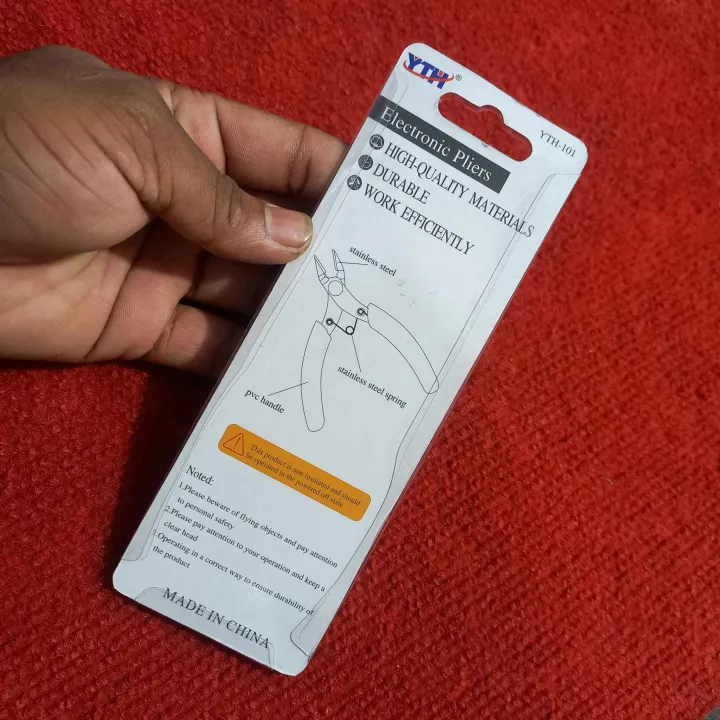 YTH®
YTH-101
Electronic Pliers
HIGH-QUALITY MATERIALS
DURABLE
WORK EFFICIENTLY
stainless steel
stainless steel spring
pvc handle
This product is non insulated and should
be operated in the powered off state.
Noted:
1.Please beware of flying objects and pay attention
to personal safety
2.Please pay attention to your operation and keep a
clear head
3.Operating in a correct way to ensure durability of
the product
MADE IN CHINA